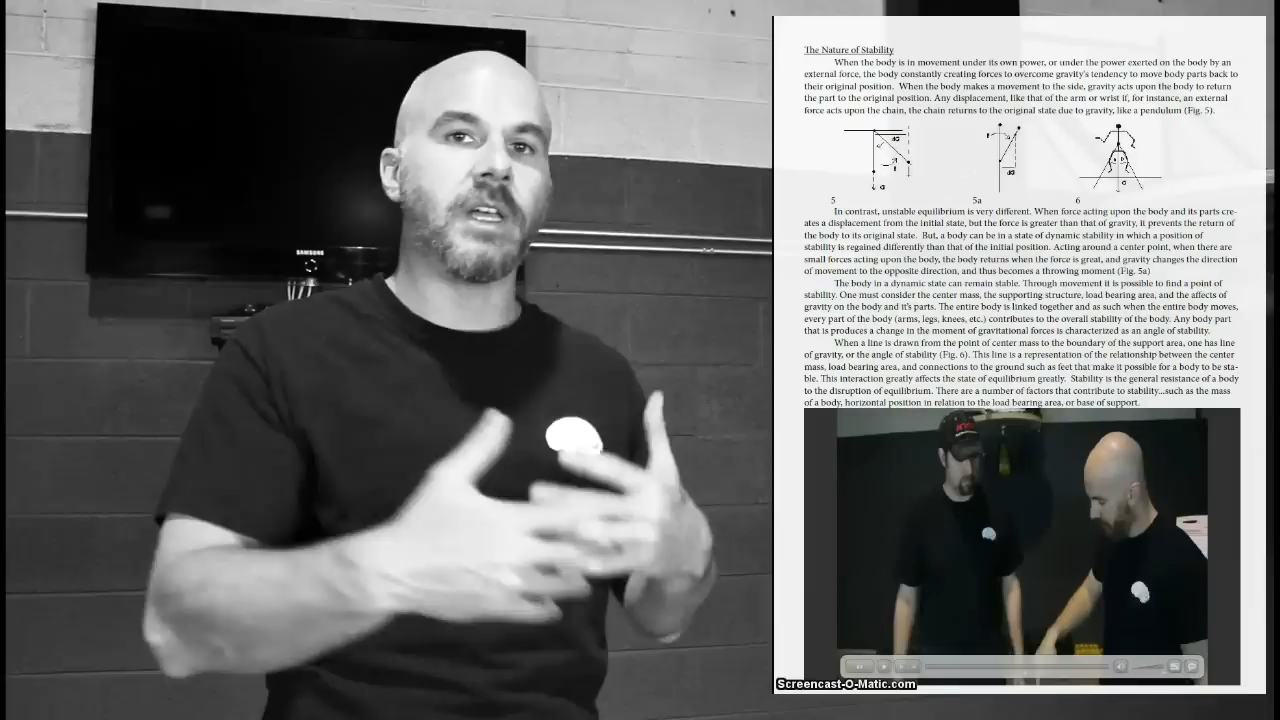 SAMSUNG
The Nature of Stability
When the body is in movement under its own power, or under the power exerted on the body by an
external force, the body constantly creating forces to overcome gravity's tendency to move body parts back to
their original position. When the body makes a movement to the side, gravity acts upon the body to return
the part to the original position. Any displacement, like that of the arm or wrist if, for instance, an external
force acts upon the chain, the chain returns to the original state due to gravity, like a pendulum (Fig. 5).
5 5a 6
In contrast, unstable equilibrium is very different. When force acting upon the body and its parts cre-
ates a displacement from the initial state, but the force is greater than that of gravity, it prevents the return of
the body to its original state. But, a body can be in a state of dynamic stability in which a position of
stability is regained differently than that of the initial position. Acting around a center point, when there are
small forces acting upon the body, the body returns when the force is great, and gravity changes the direction
of movement to the opposite direction, and thus becomes a throwing moment (Fig. 5a)
The body in a dynamic state can remain stable. Through movement it is possible to find a point of
stability. One must consider the center mass, the supporting structure, load bearing area, and the affects of
gravity on the body and it's parts. The entire body is linked together and as such when the entire body moves,
every part of the body (arms, legs, knees, etc.) contributes to the overall stability of the body. Any body part
that is produces a change in the moment of gravitational forces is characterized as an angle of stability.
When a line is drawn from the point of center mass to the boundary of the support area, one has line
of gravity, or the angle of stability (Fig. 6). This line is a representation of the relationship between the center
mass, load bearing area, and connections to the ground such as feet that make it possible for a body to be sta-
ble. This interaction greatly affects the state of equilibrium greatly. Stability is the general resistance of a body
to the disruption of equilibrium. There are a number of factors that contribute to stability...such as the mass
of a body, horizontal position in relation to the load bearing area, or base of support.
Screencast-O-Matic.com